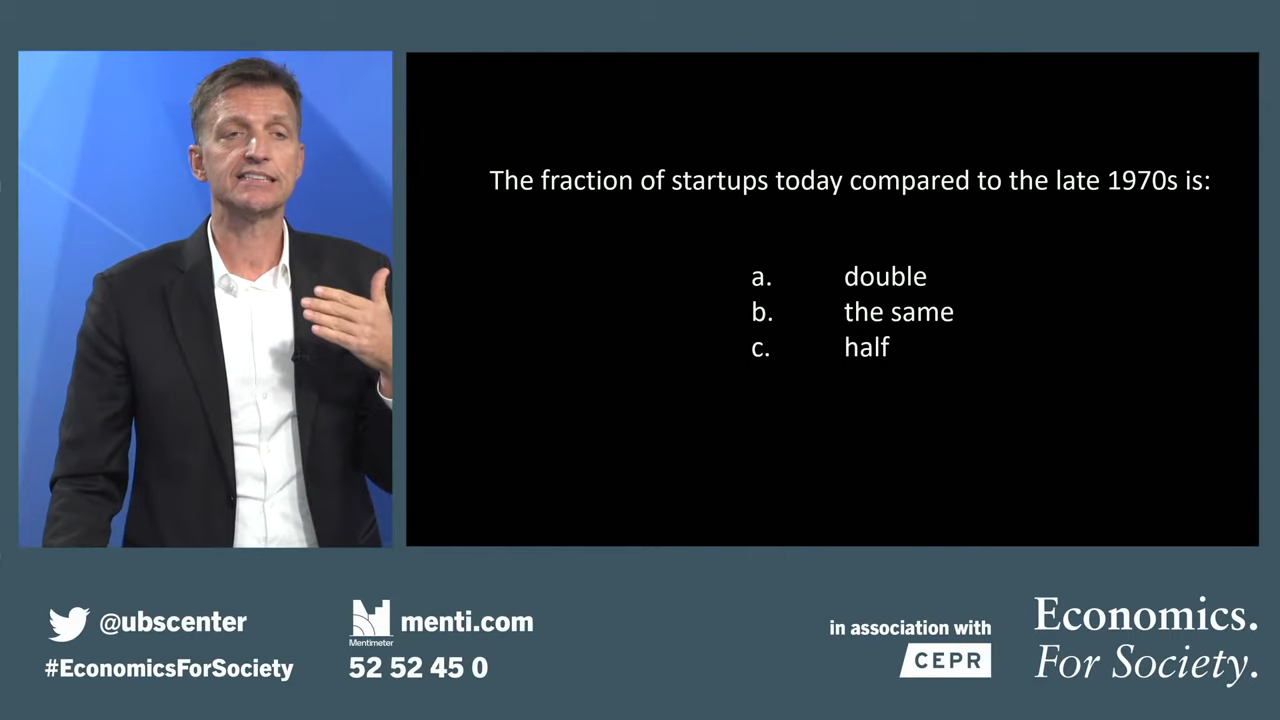 The fraction of startups today compared to the late 1970s is:
a. double
b. the same
c. half
@ubscenter
#EconomicsForSociety
Mentimeter
menti.com
52 52 45 0
in association with
CEPR
Economics.
For Society.